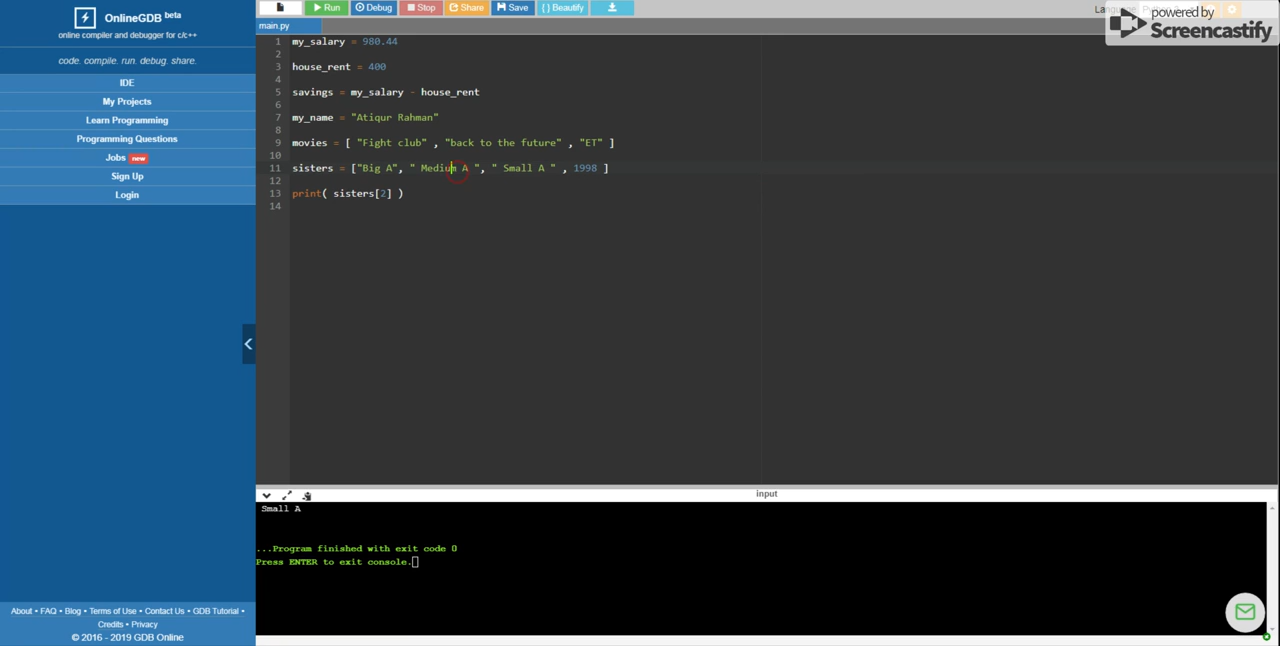 OnlineGDB beta
online compiler and debugger for c/c++
code. compile. run. debug. share.
IDE
My Projects
Learn Programming
Programming Questions
Jobs new
Sign Up
Login
About • FAQ • Blog • Terms of Use • Contact Us • GDB Tutorial •
Credits • Privacy
© 2016 - 2019 GDB Online
Run Debug Stop Share Save { } Beautify
powered by
Screencastify
main.py
1 my_salary = 980.44
2
3 house_rent = 400
4
5 savings = my_salary - house_rent
6
7 my_name = "Atiqur Rahman"
8
9 movies = [ "Fight club" , "back to the future" , "ET" ]
10
11 sisters = ["Big A", " Medium A ", " Small A " , 1998 ]
12
13 print( sisters[2] )
14
input
Small A
...Program finished with exit code 0
Press ENTER to exit console.